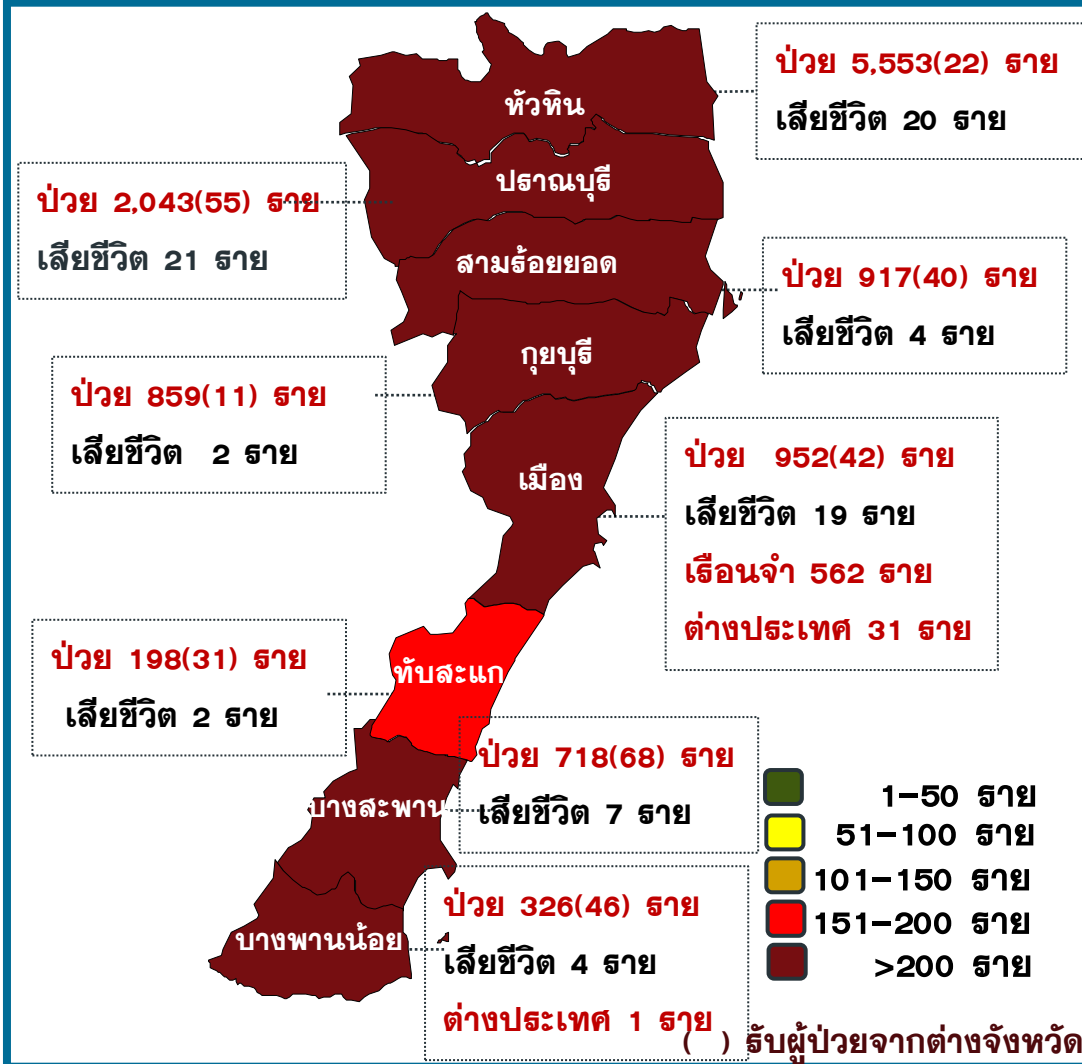 หัวหิน
ป่วย 5,553(22) ราย
เสียชีวิต 20 ราย
ปราณบุรี
ป่วย 2,043(55) ราย
เสียชีวิต 21 ราย
สามร้อยยอด
ป่วย 917(40) ราย
เสียชีวิต 4 ราย
กุยบุรี
ป่วย 859(11) ราย
เสียชีวิต 2 ราย
เมือง
ป่วย 952(42) ราย
เสียชีวิต 19 ราย
เรือนจำ 562 ราย
ต่างประเทศ 31 ราย
ทับสะแก
ป่วย 198(31) ราย
เสียชีวิต 2 ราย
บางสะพาน
ป่วย 718(68) ราย
เสียชีวิต 7 ราย
บางพานน้อย
ป่วย 326(46) ราย
เสียชีวิต 4 ราย
ต่างประเทศ 1 ราย
1-50 ราย
51-100 ราย
101-150 ราย
151-200 ราย
>200 ราย
( ) รับผู้ป่วยจากต่างจังหวัด